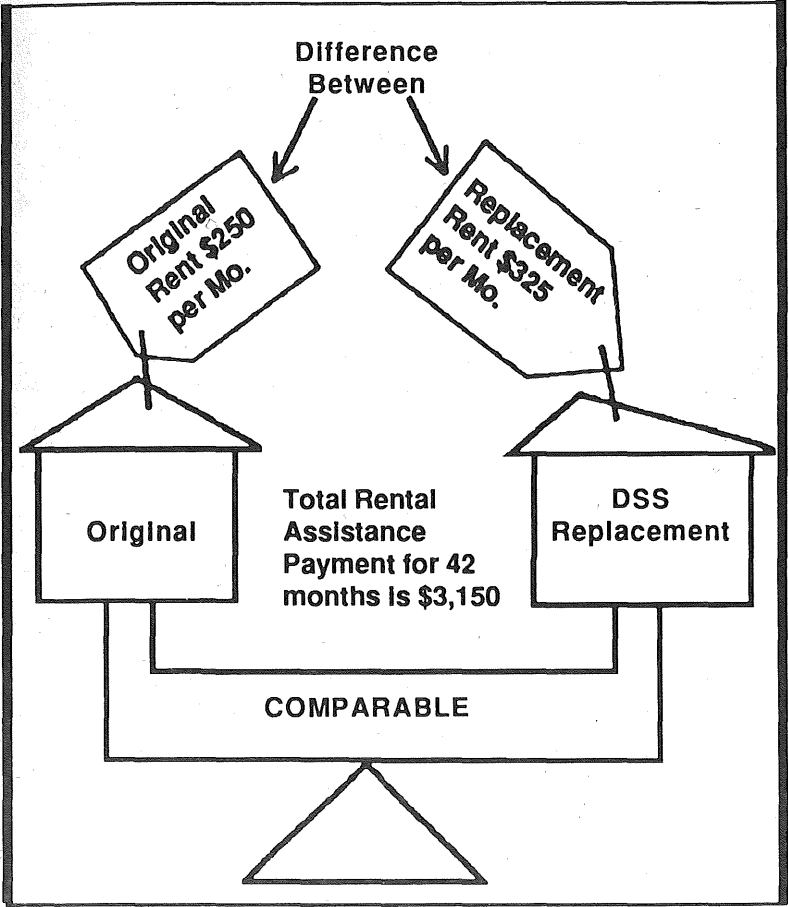 Difference
Between
Original
Rent $250
per Mo.
Replacement
Rent $325
per Mo.
Original
Total Rental
Assistance
Payment for 42
months is $3,150
DSS
Replacement
COMPARABLE